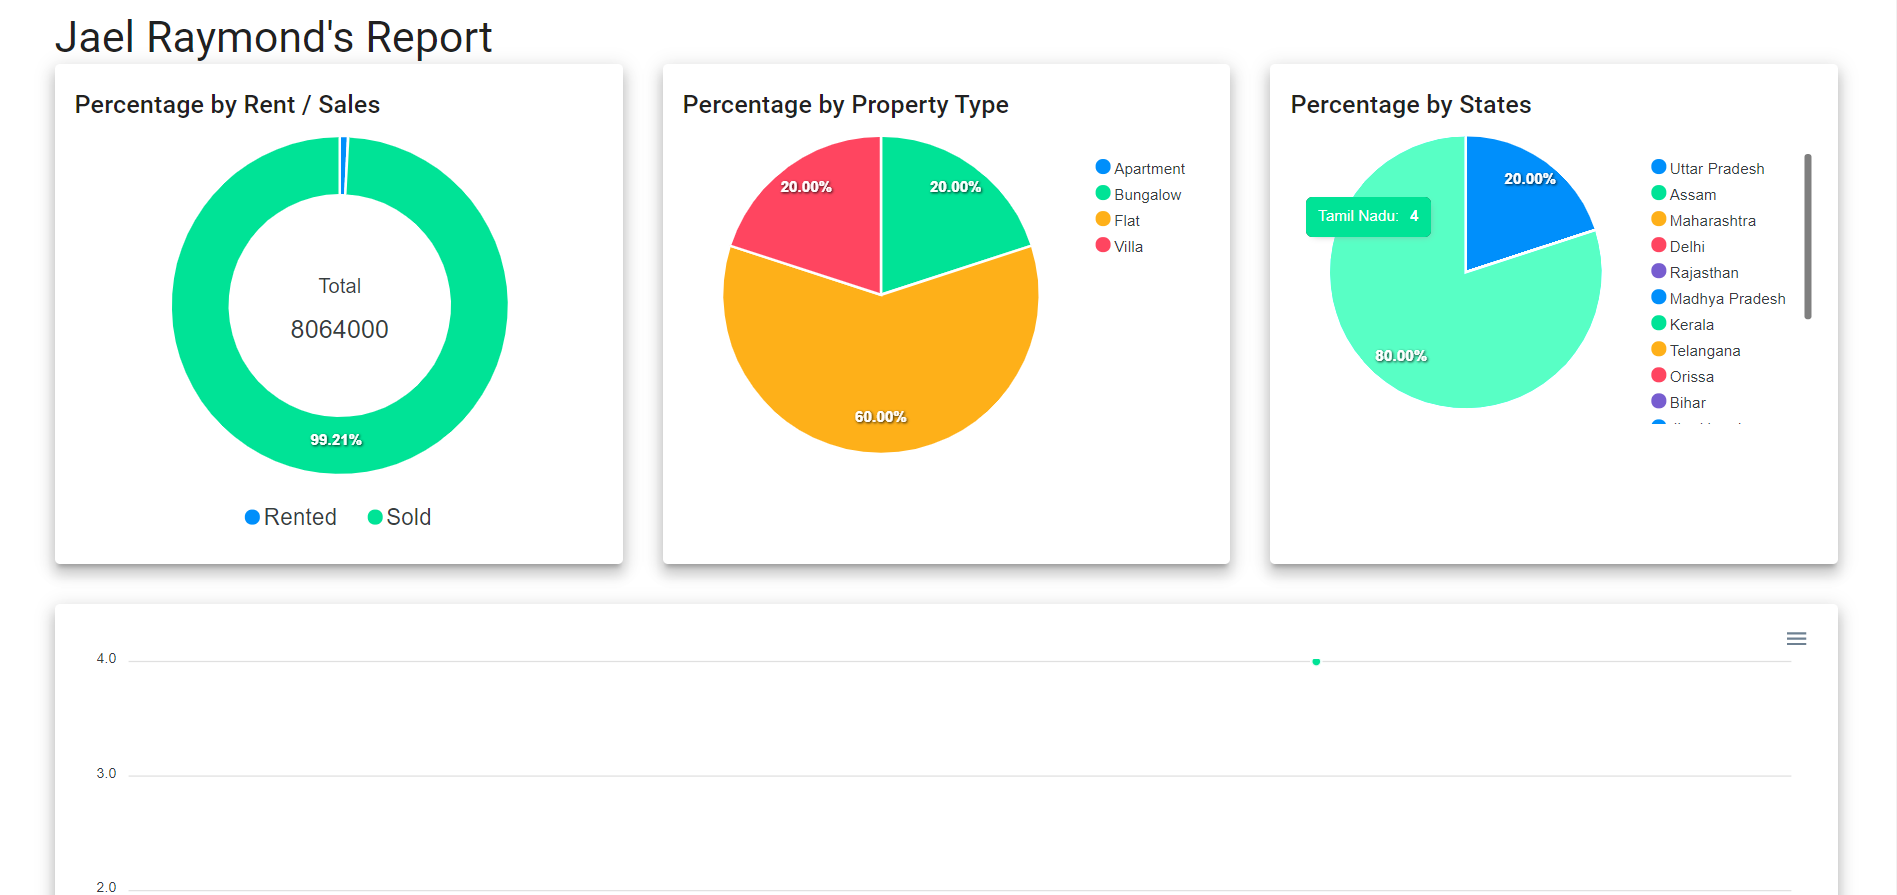 Jael Raymond's Report
Percentage by Rent / Sales
Total
8064000
99.21%
Rented
Sold
Percentage by Property Type
20.00%
20.00%
60.00%
Apartment
Bungalow
Flat
Villa
Percentage by States
20.00%
Tamil Nadu: 4
80.00%
Uttar Pradesh
Assam
Maharashtra
Delhi
Rajasthan
Madhya Pradesh
Kerala
Telangana
Orissa
Bihar
4.0
3.0
2.0